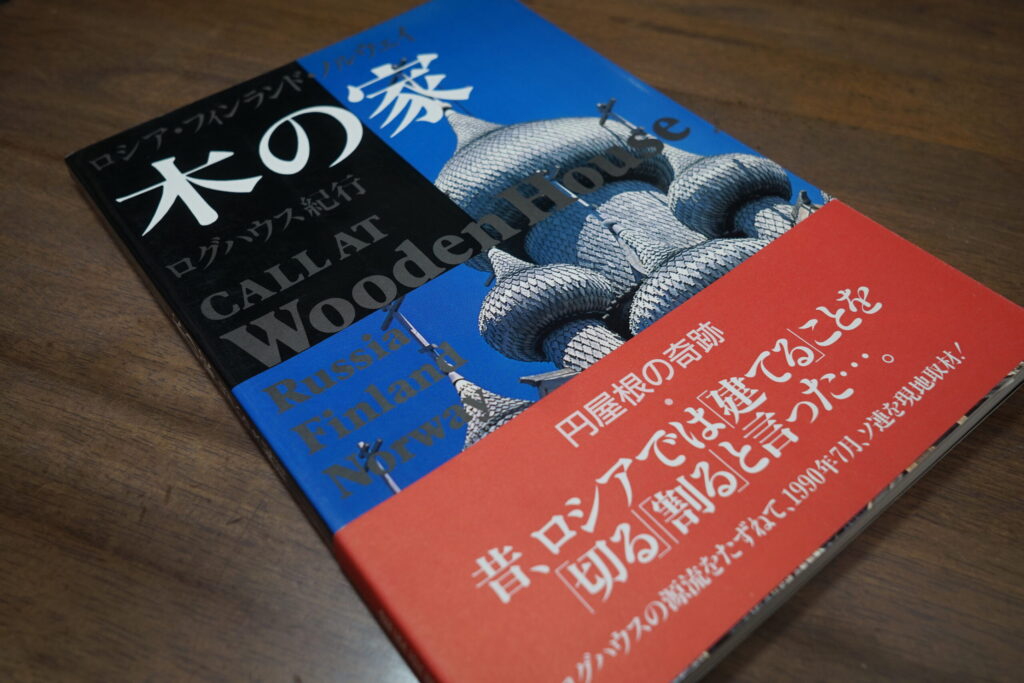 ロシア・フィンランド・ノルウェイ
木の家
ログハウス紀行
CALL AT
WoodenHouse
Russia
Finland
Norway
円屋根の奇跡
昔、ロシアでは「建てる」ことを
「切る」「割る」と言った…。
グハウスの源流をたずねて、1990年7月、ソ連を現地取材!